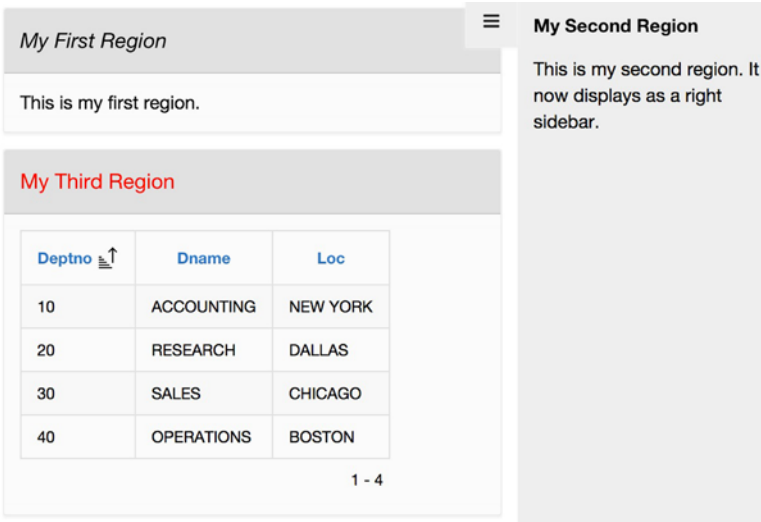 My First Region
This is my first region.
My Third Region
Deptno Dname Loc
10 ACCOUNTING NEW YORK
20 RESEARCH DALLAS
30 SALES CHICAGO
40 OPERATIONS BOSTON
1 - 4
My Second Region
This is my second region. It
now displays as a right
sidebar.